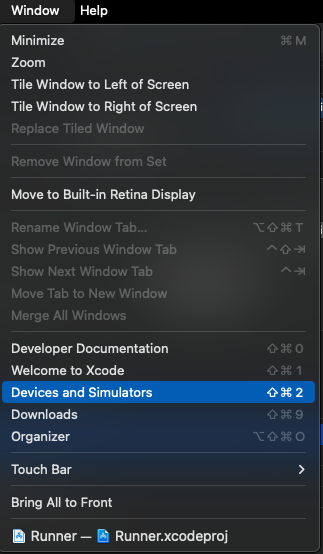 Window Help
Minimize ⌘ M
Zoom
Tile Window to Left of Screen
Tile Window to Right of Screen
Replace Tiled Window
Remove Window from Set
Move to Built-in Retina Display
Rename Window Tab... ⌥⇧⌘ T
Show Previous Window Tab ^⇧⇥
Show Next Window Tab ^⇥
Move Tab to New Window
Merge All Windows
Developer Documentation ⇧⌘ 0
Welcome to Xcode ⇧⌘ 1
Devices and Simulators ⇧⌘ 2
Downloads ⇧⌘ 9
Organizer ⌥⇧⌘ O
Touch Bar
Bring All to Front
Runner — Runner.xcodeproj